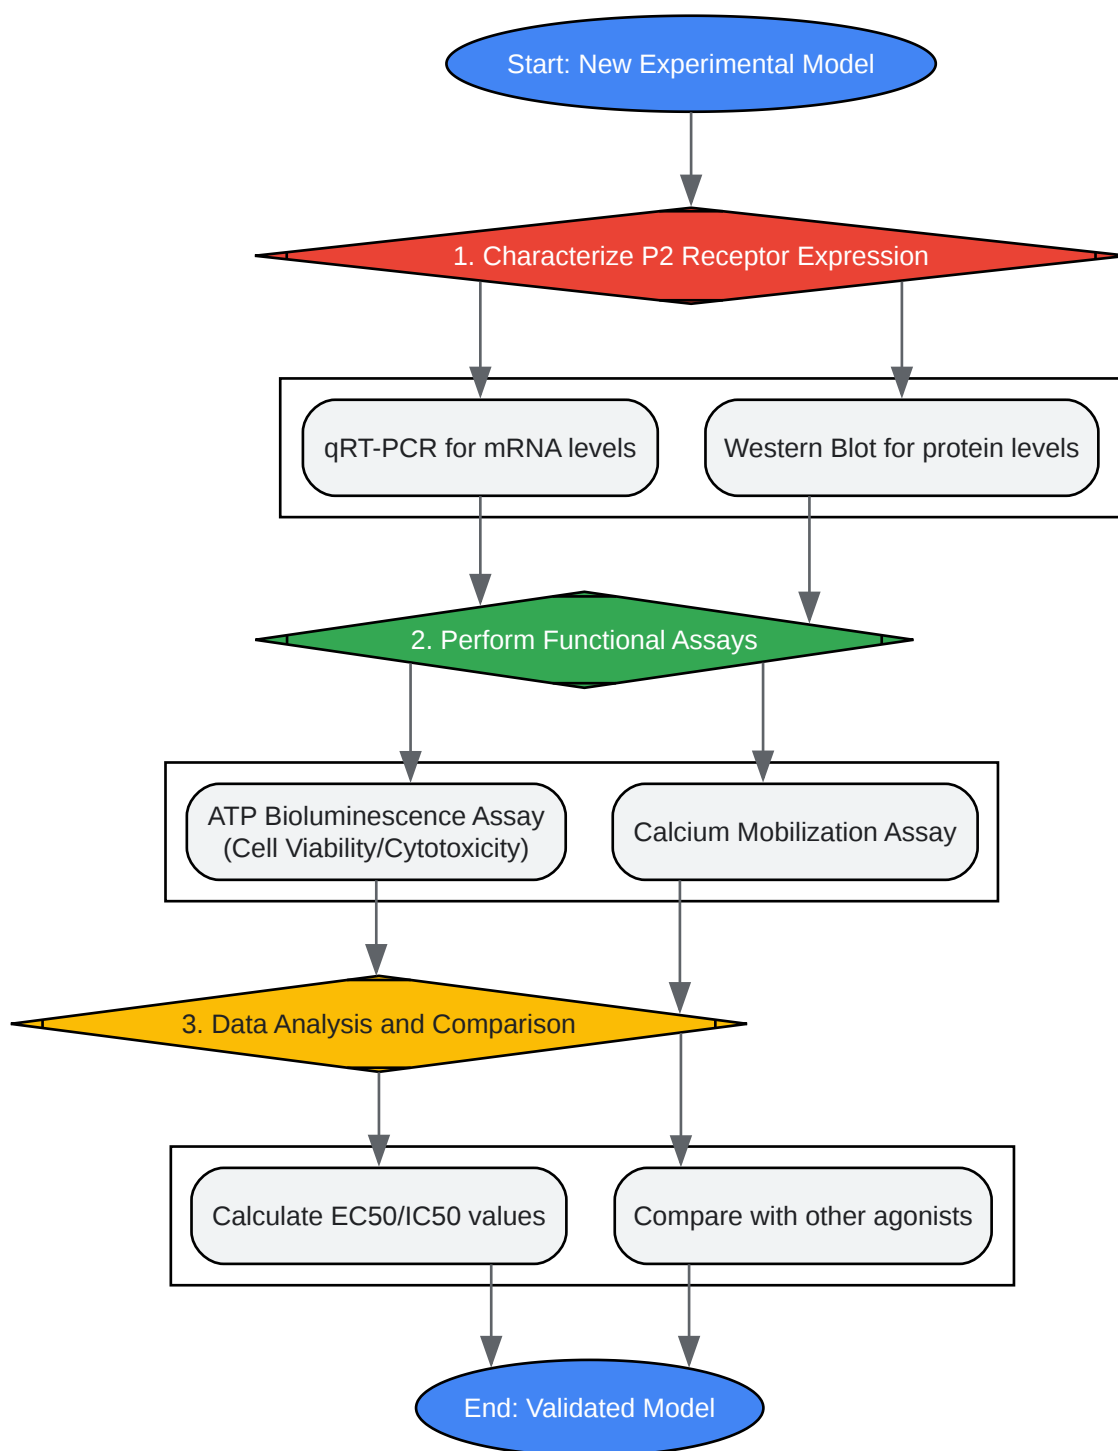 Start: New Experimental Model
1. Characterize P2 Receptor Expression
qRT-PCR for mRNA levels
Western Blot for protein levels
2. Perform Functional Assays
ATP Bioluminescence Assay
(Cell Viability/Cytotoxicity)
Calcium Mobilization Assay
3. Data Analysis and Comparison
Calculate EC50/IC50 values
Compare with other agonists
End: Validated Model